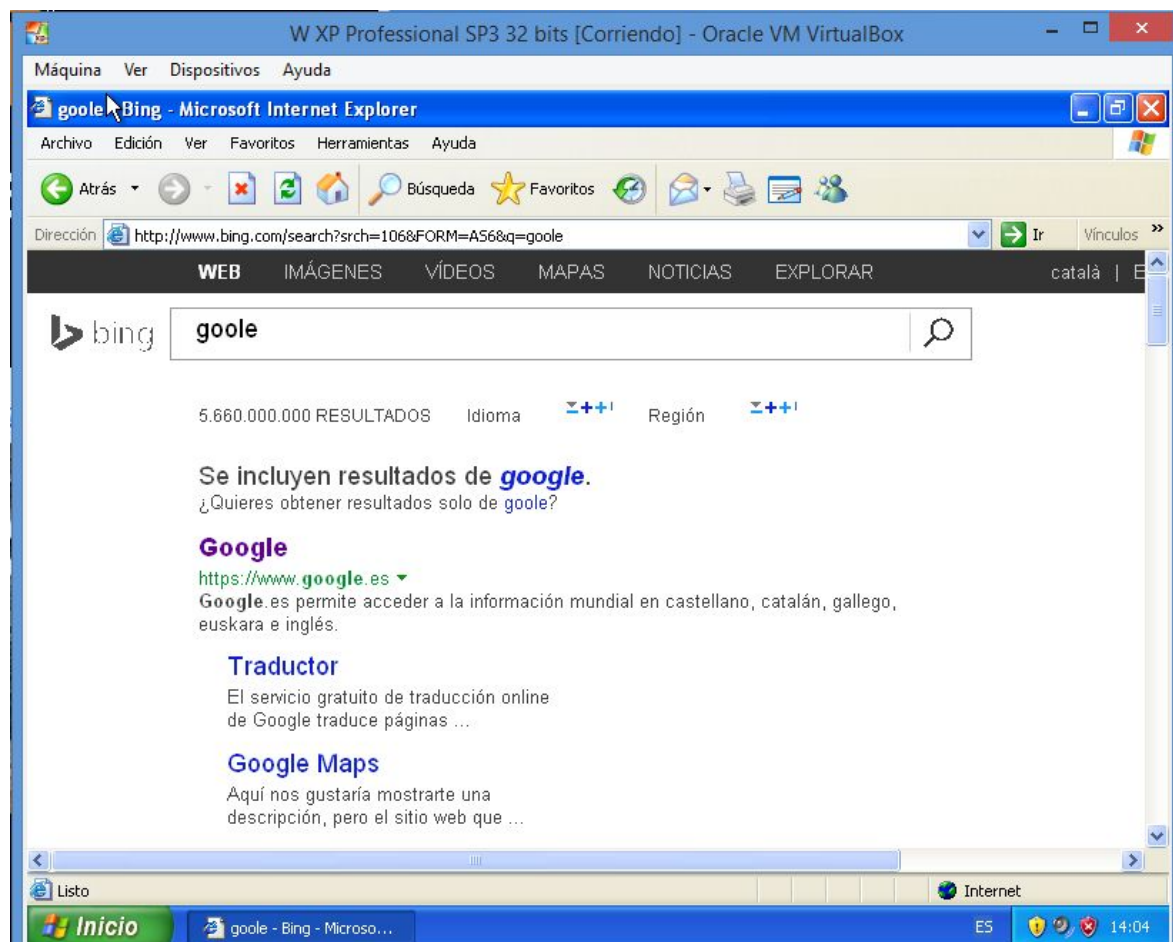 W XP Professional SP3 32 bits [Corriendo] - Oracle VM VirtualBox
Máquina Ver Dispositivos Ayuda
goole - Bing - Microsoft Internet Explorer
Archivo Edición Ver Favoritos Herramientas Ayuda
Atrás Búsqueda Favoritos
Dirección http://www.bing.com/search?srch=106&FORM=AS6&q=goole Ir Vínculos »
WEB IMÁGENES VÍDEOS MAPAS NOTICIAS EXPLORAR català | E
bing goole
5.660.000.000 RESULTADOS Idioma Región
Se incluyen resultados de google.
¿Quieres obtener resultados solo de goole?
Google
https://www.google.es
Google.es permite acceder a la información mundial en castellano, catalán, gallego,
euskara e inglés.
Traductor
El servicio gratuito de traducción online
de Google traduce páginas ...
Google Maps
Aquí nos gustaría mostrarte una
descripción, pero el sitio web que ...
Listo Internet
Inicio goole - Bing - Microso... ES 14:04